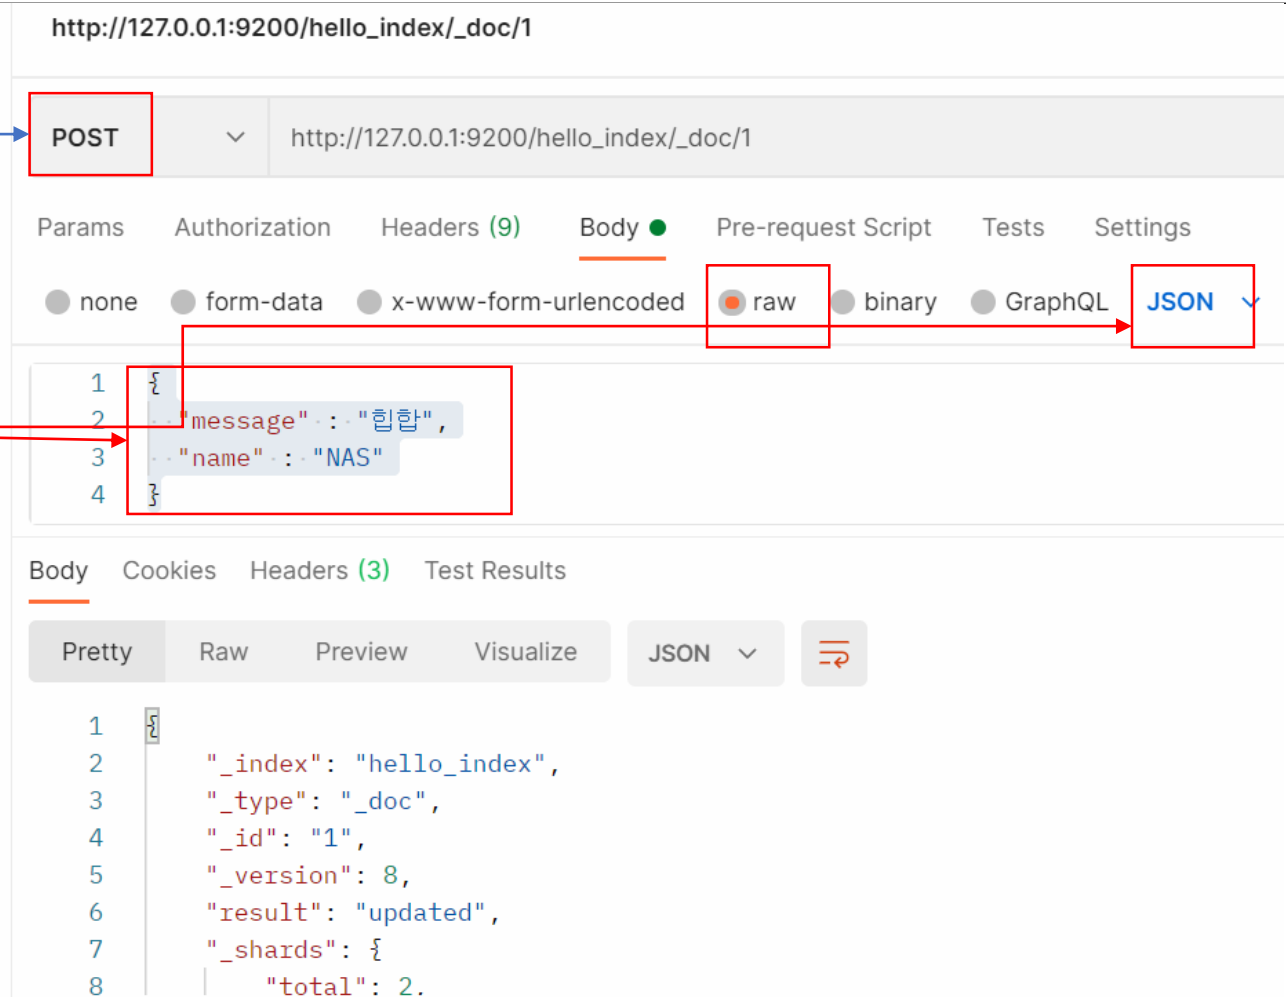 http://127.0.0.1:9200/hello_index/_doc/1
POST http://127.0.0.1:9200/hello_index/_doc/1
Params Authorization Headers (9) Body Pre-request Script Tests Settings
none form-data x-www-form-urlencoded raw binary GraphQL JSON
1 {
2 "message" : "힙합",
3 "name" : "NAS"
4 }
Body Cookies Headers (3) Test Results
Pretty Raw Preview Visualize JSON
1 {
2 "_index": "hello_index",
3 "_type": "_doc",
4 "_id": "1",
5 "_version": 8,
6 "result": "updated",
7 "_shards": {
8 "total": 2,